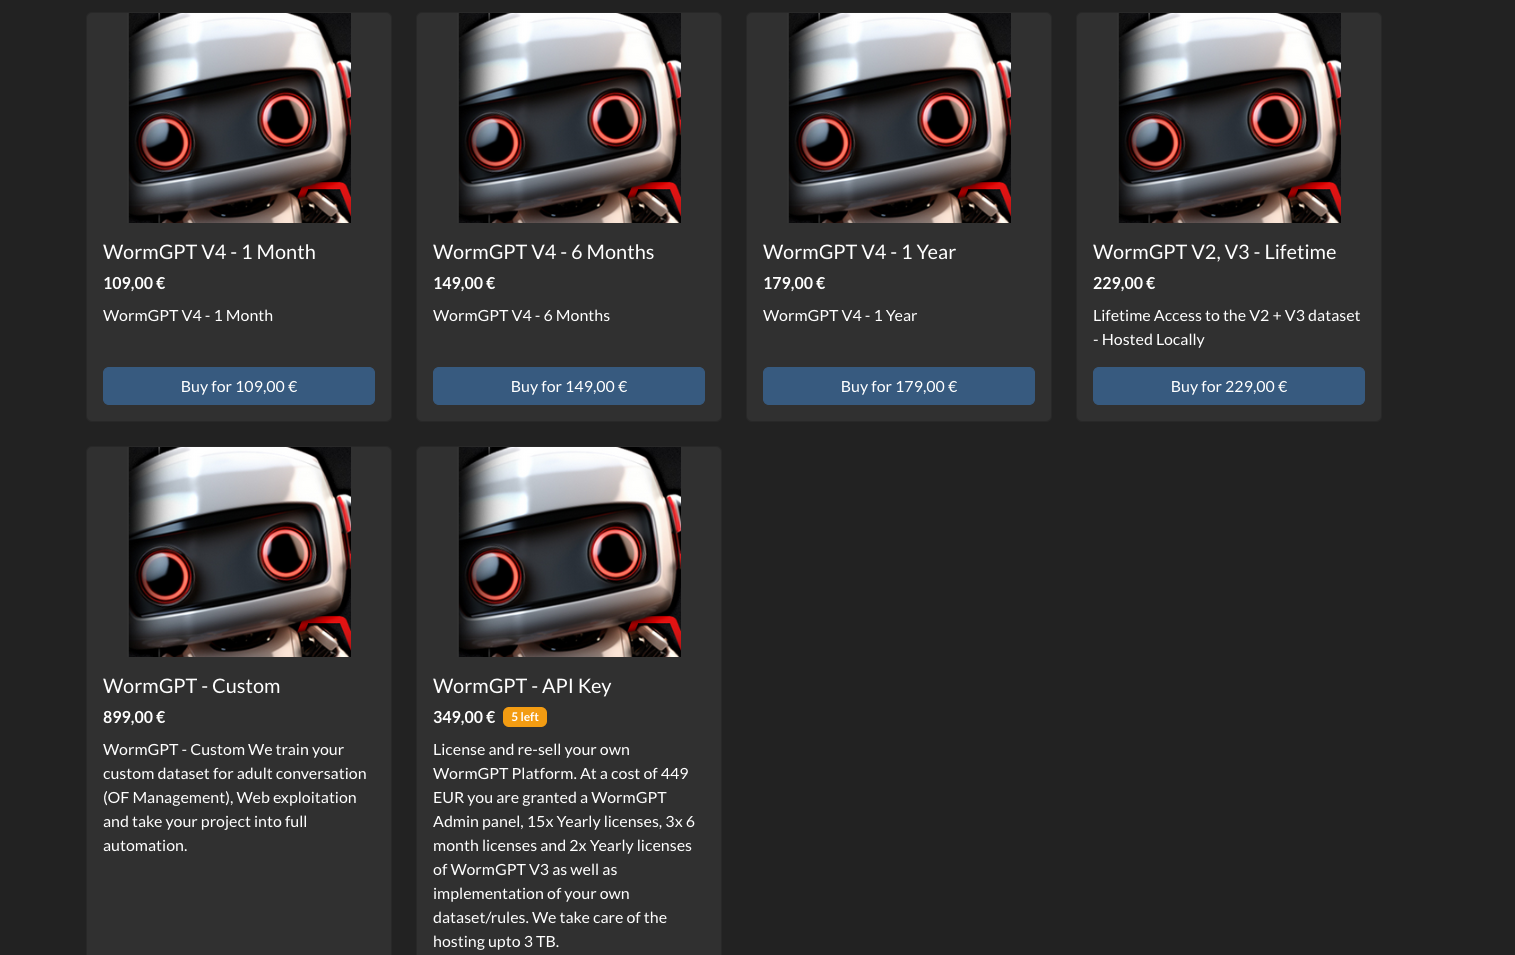 WormGPT V4 - 1 Month
109,00 €
WormGPT V4 - 1 Month
Buy for 109,00 €
WormGPT V4 - 6 Months
149,00 €
WormGPT V4 - 6 Months
Buy for 149,00 €
WormGPT V4 - 1 Year
179,00 €
WormGPT V4 - 1 Year
Buy for 179,00 €
WormGPT V2, V3 - Lifetime
229,00 €
Lifetime Access to the V2 + V3 dataset
- Hosted Locally
Buy for 229,00 €
WormGPT - Custom
899,00 €
WormGPT - Custom We train your
custom dataset for adult conversation
(OF Management), Web exploitation
and take your project into full
automation.
WormGPT - API Key
349,00 € 5 left
License and re-sell your own
WormGPT Platform. At a cost of 449
EUR you are granted a WormGPT
Admin panel, 15x Yearly licenses, 3x 6
month licenses and 2x Yearly licenses
of WormGPT V3 as well as
implementation of your own
dataset/rules. We take care of the
hosting upto 3 TB.